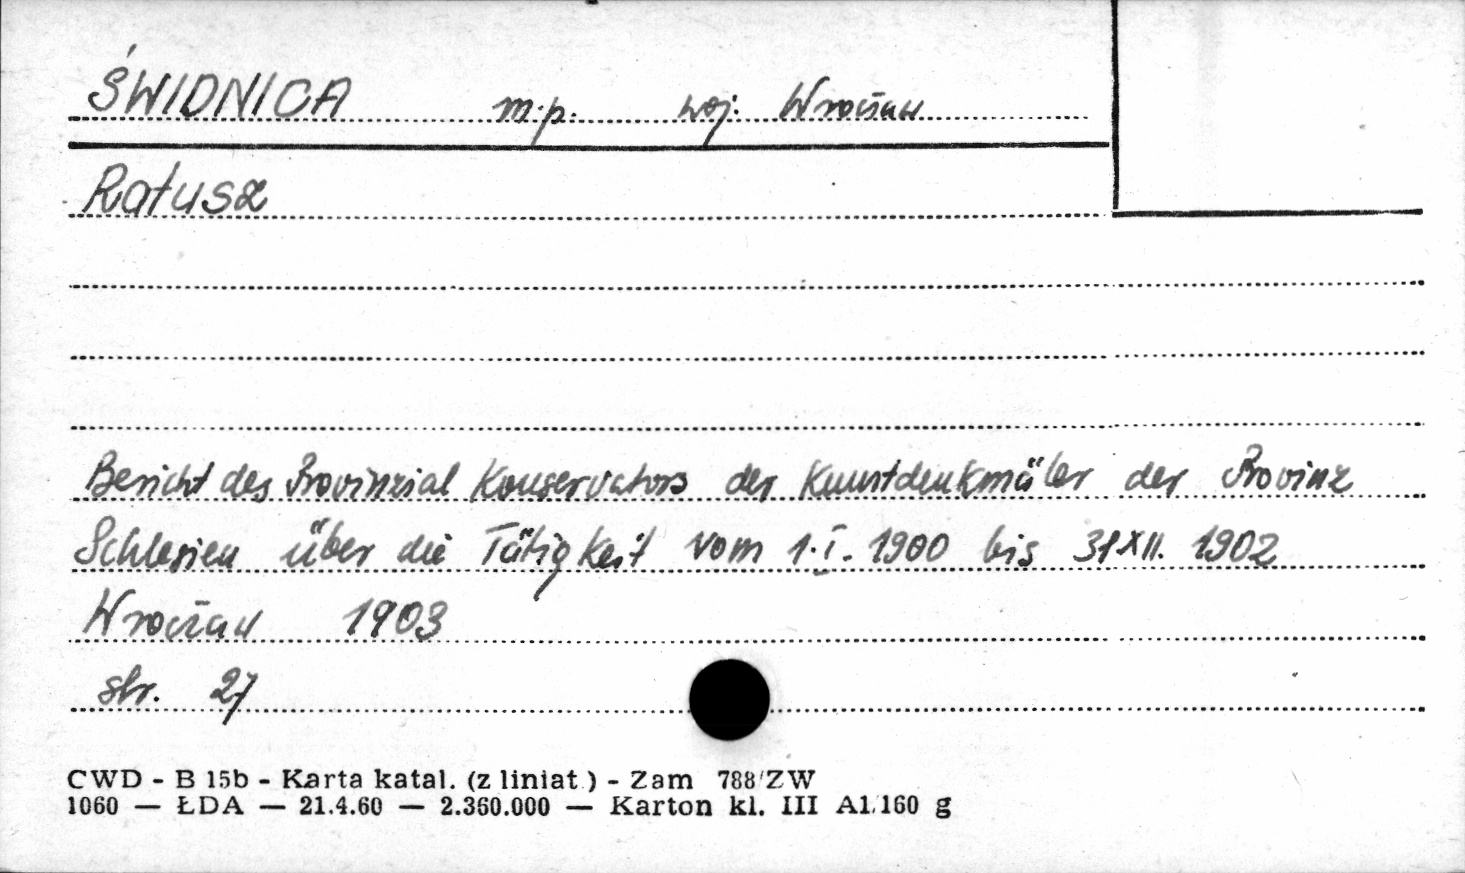 ŚWIDNICA m.p. woj. Wrocław
Ratusz
Bericht des Provinzial Konservators der Kunstdenkmäler der Provinz
Schlesien über die Tätigkeit vom 1.I. 1900 bis 31XII. 1902
Wrocław 1903
str. 27
CWD - B 15b - Karta katal. (z liniat.) - Zam 788/ZW
1060 — ŁDA — 21.4.60 — 2.360.000 — Karton kl. III A1.160 g